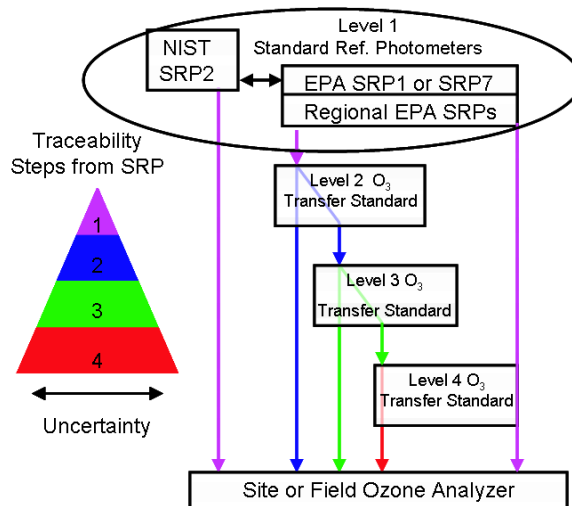 Level 1
Standard Ref. Photometers
NIST
SRP2
EPA SRP1 or SRP7
Regional EPA SRPs
Traceability
Steps from SRP
1
2
3
4
Uncertainty
Level 2 O₃
Transfer Standard
Level 3 O₃
Transfer Standard
Level 4 O₃
Transfer Standard
Site or Field Ozone Analyzer